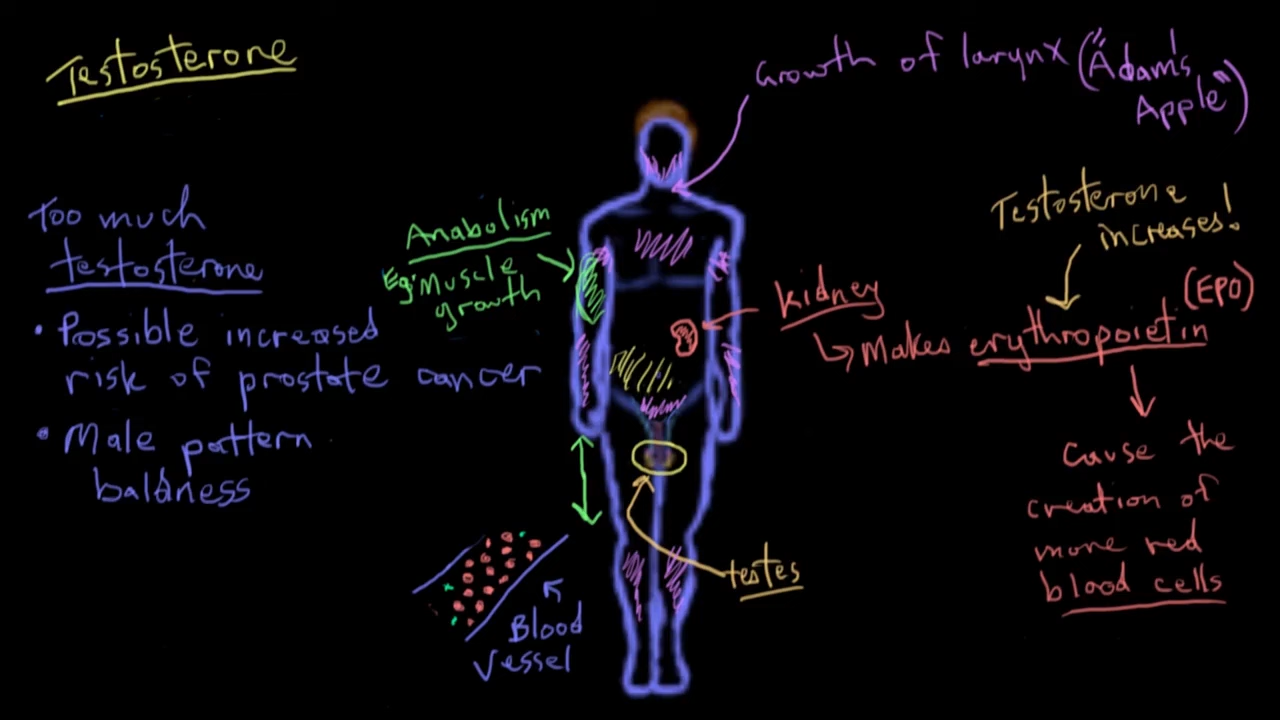 Testosterone
Growth of larynx ("Adam's
Apple")
Too much
testosterone
• Possible increased
risk of prostate cancer
• Male pattern
baldness
Anabolism
Eg: Muscle
growth
Testosterone
increases!
kidney
(EPO)
↳ Makes erythropoietin
Cause the
creation of
more red
blood cells
testes
Blood
Vessel